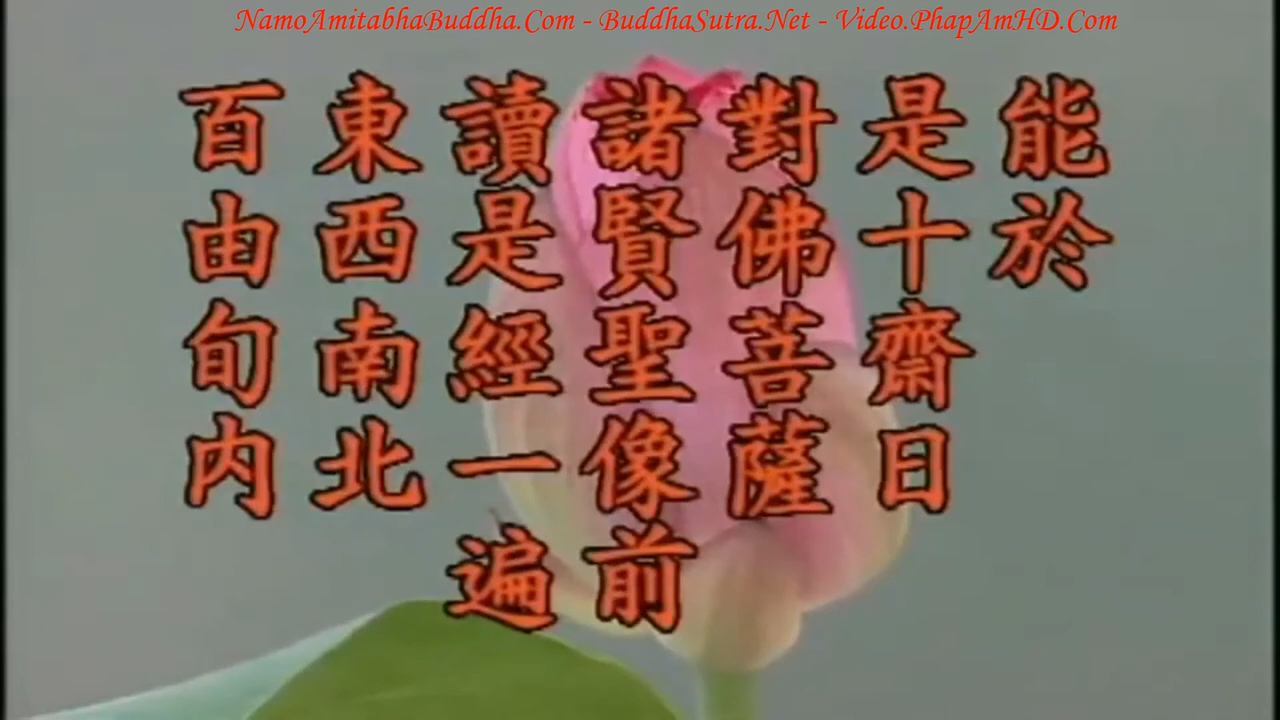 NamoAmitabhaBuddha.Com - BuddhaSutra.Net - Video.PhapAmHD.Com
能於
是十齋日
對佛菩薩
諸賢聖像前
讀是經一遍
東西南北
百由旬內